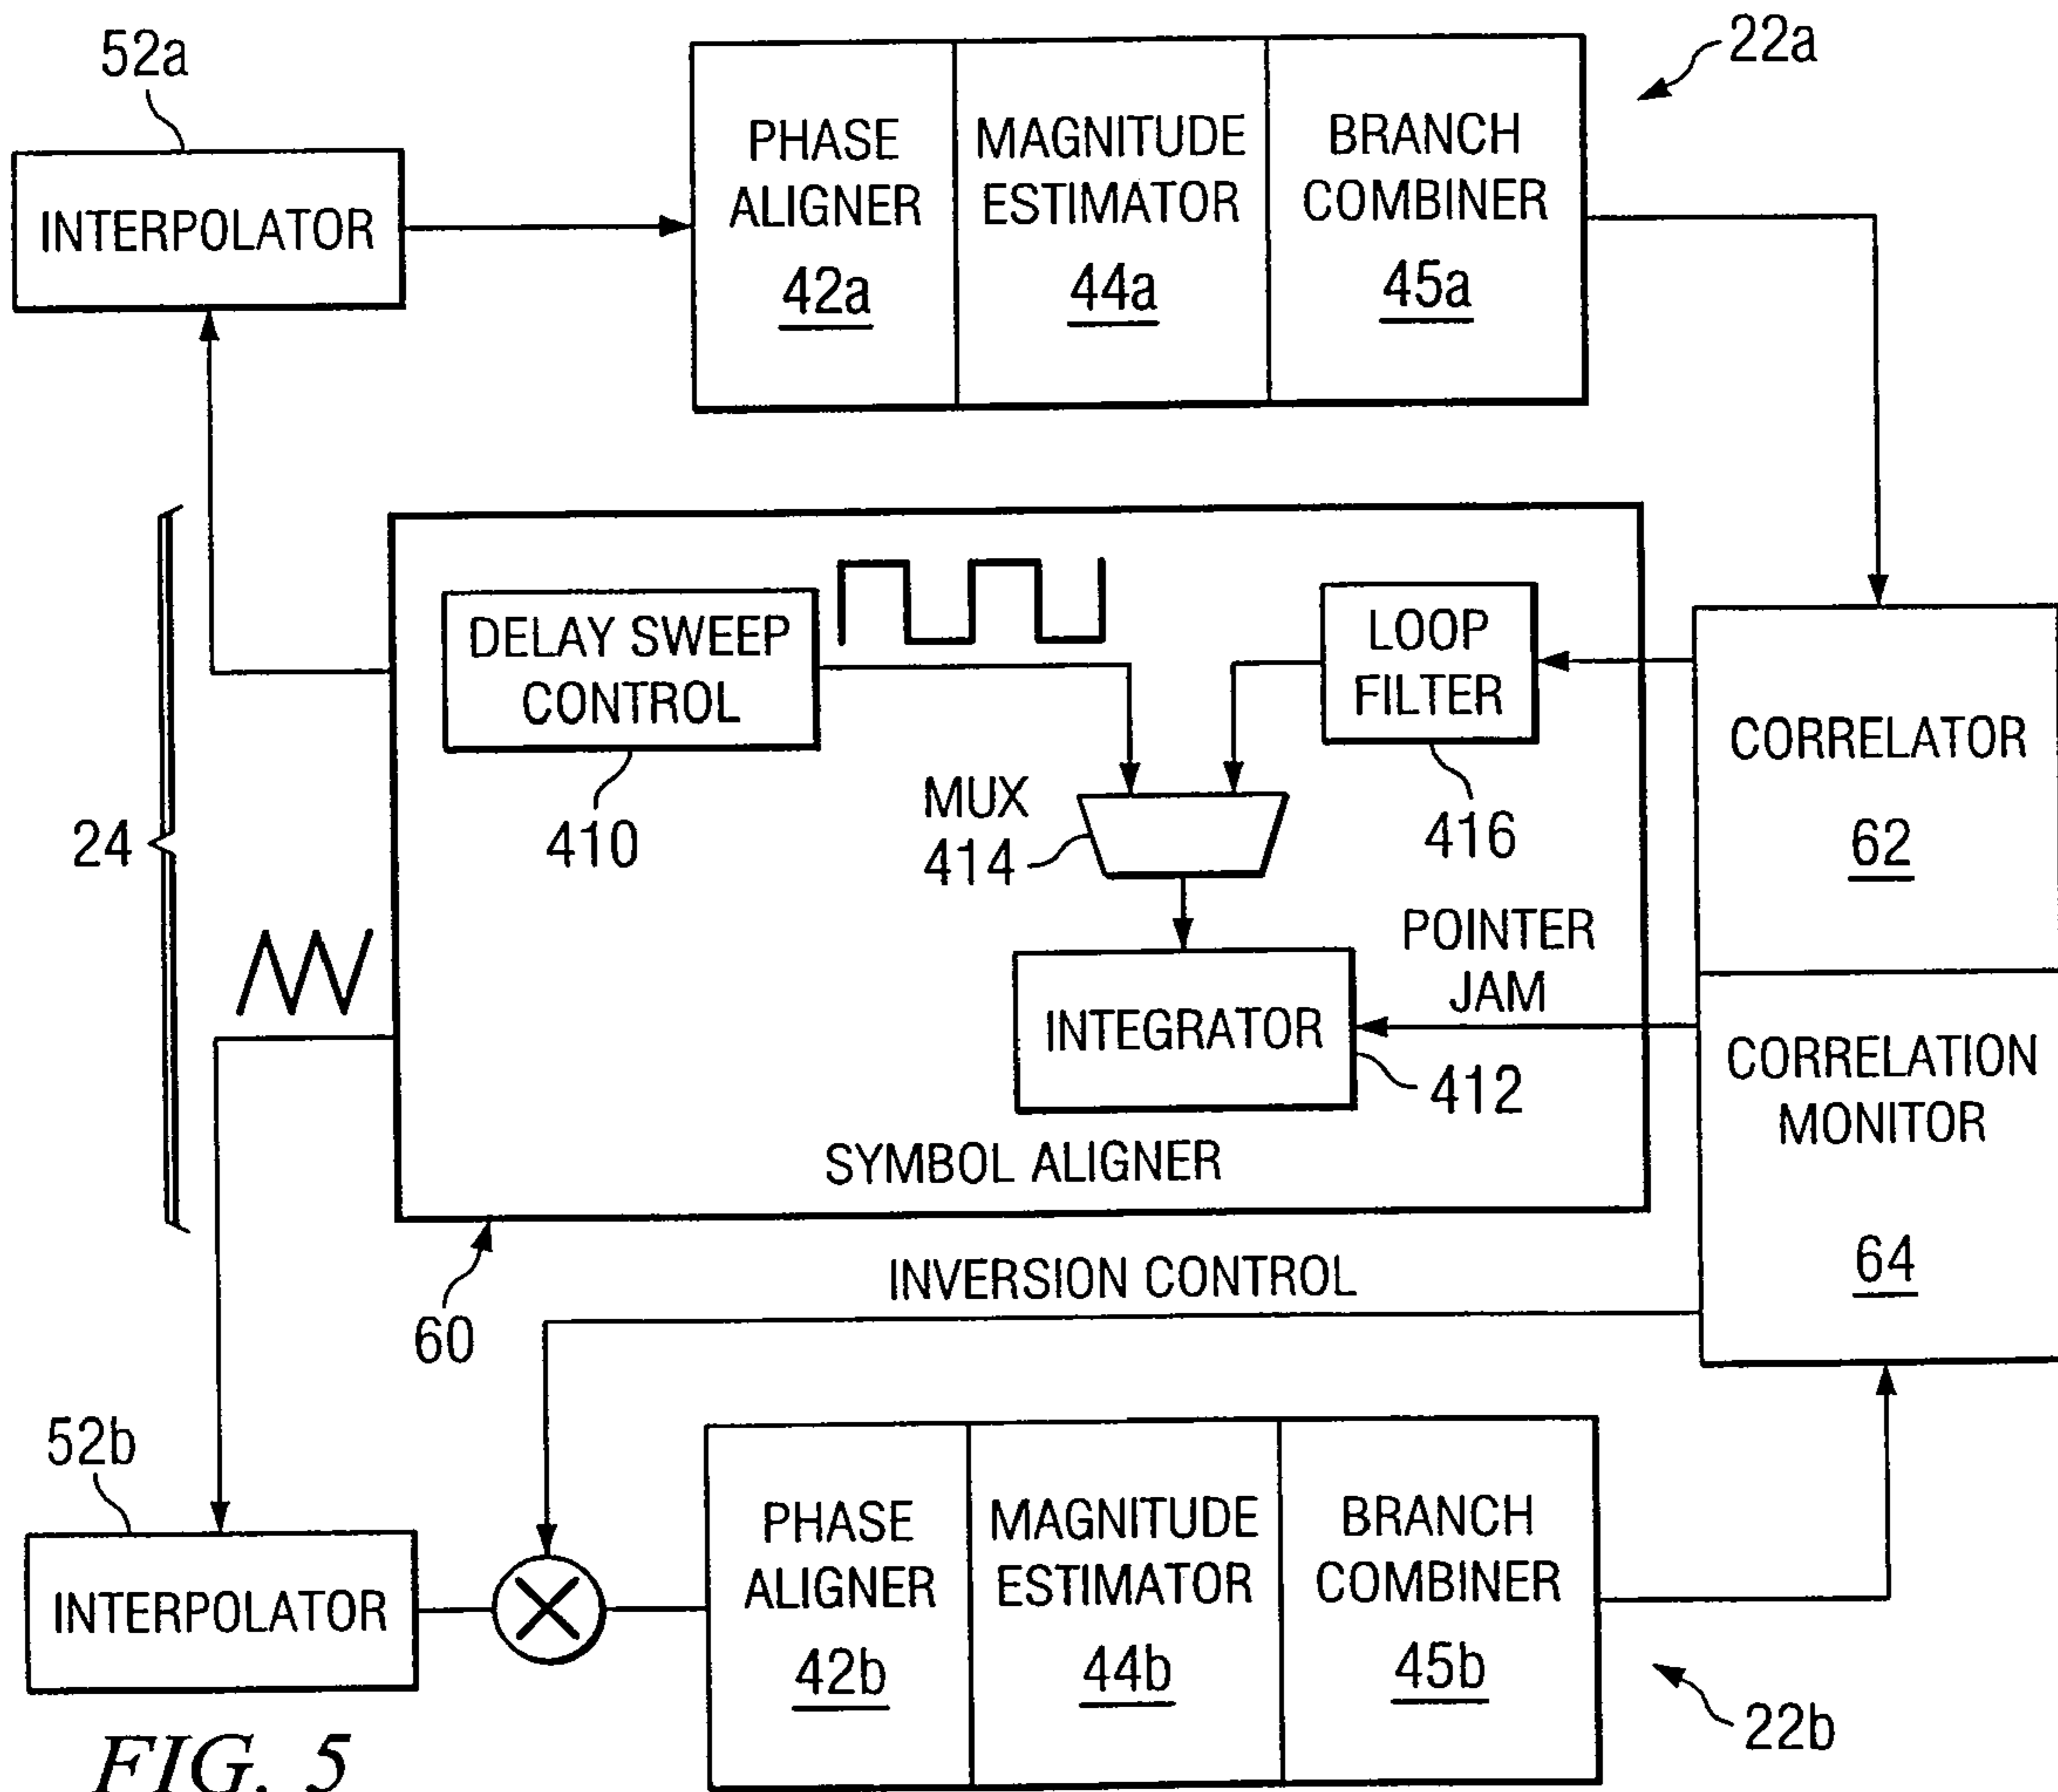 52a
22a
INTERPOLATOR
PHASE
ALIGNER
42a
MAGNITUDE
ESTIMATOR
44a
BRANCH
COMBINER
45a
24
DELAY SWEEP
CONTROL
410
LOOP
FILTER
416
MUX
414
POINTER
JAM
INTEGRATOR
412
SYMBOL ALIGNER
60
CORRELATOR
62
CORRELATION
MONITOR
64
INVERSION CONTROL
52b
INTERPOLATOR
PHASE
ALIGNER
42b
MAGNITUDE
ESTIMATOR
44b
BRANCH
COMBINER
45b
22b
FIG. 5